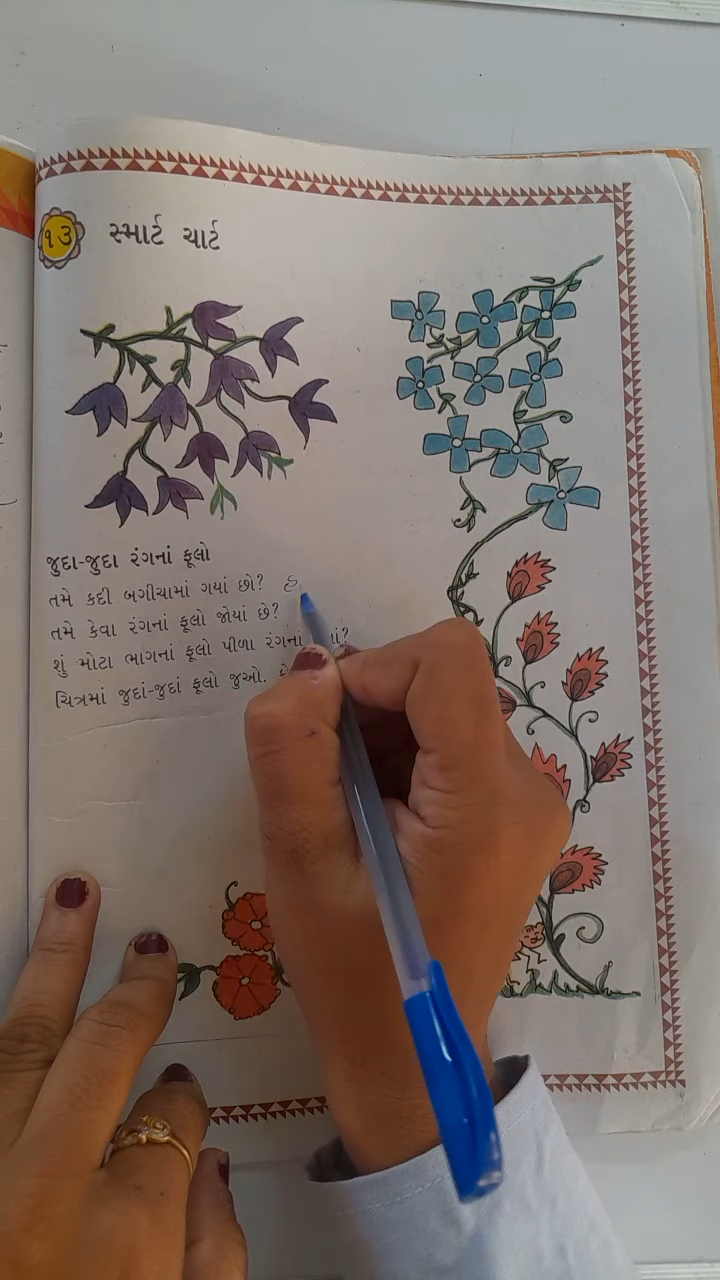 ૧૩ સ્માર્ટ ચાર્ટ
જુદા-જુદા રંગનાં ફૂલો
તમે કદી બગીચામાં ગયાં છો? હ
તમે કેવા રંગનાં ફૂલો જોયાં છે?
શું મોટા ભાગનાં ફૂલો પીળા રંગનાં
ચિત્રમાં જુદાં-જુદાં ફૂલો જુઓ.